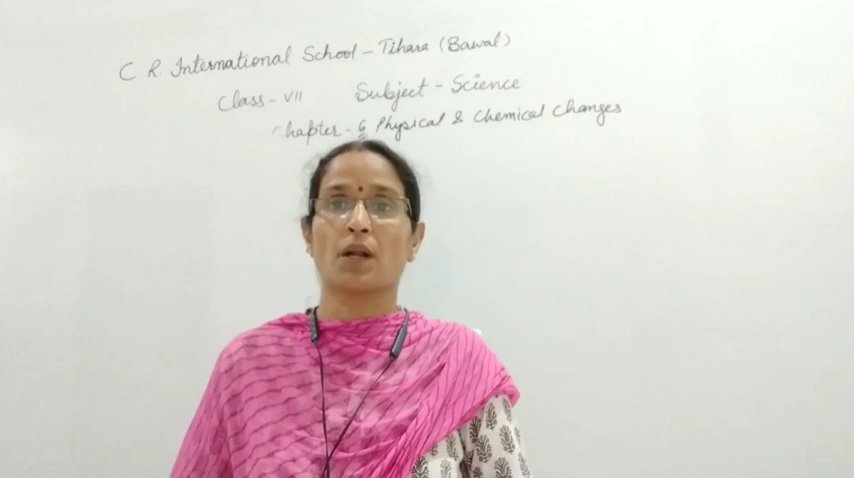 C R. International School - Tihara (Bawal)
Class - VII Subject - Science
Chapter - 6 Physical & Chemical Changes